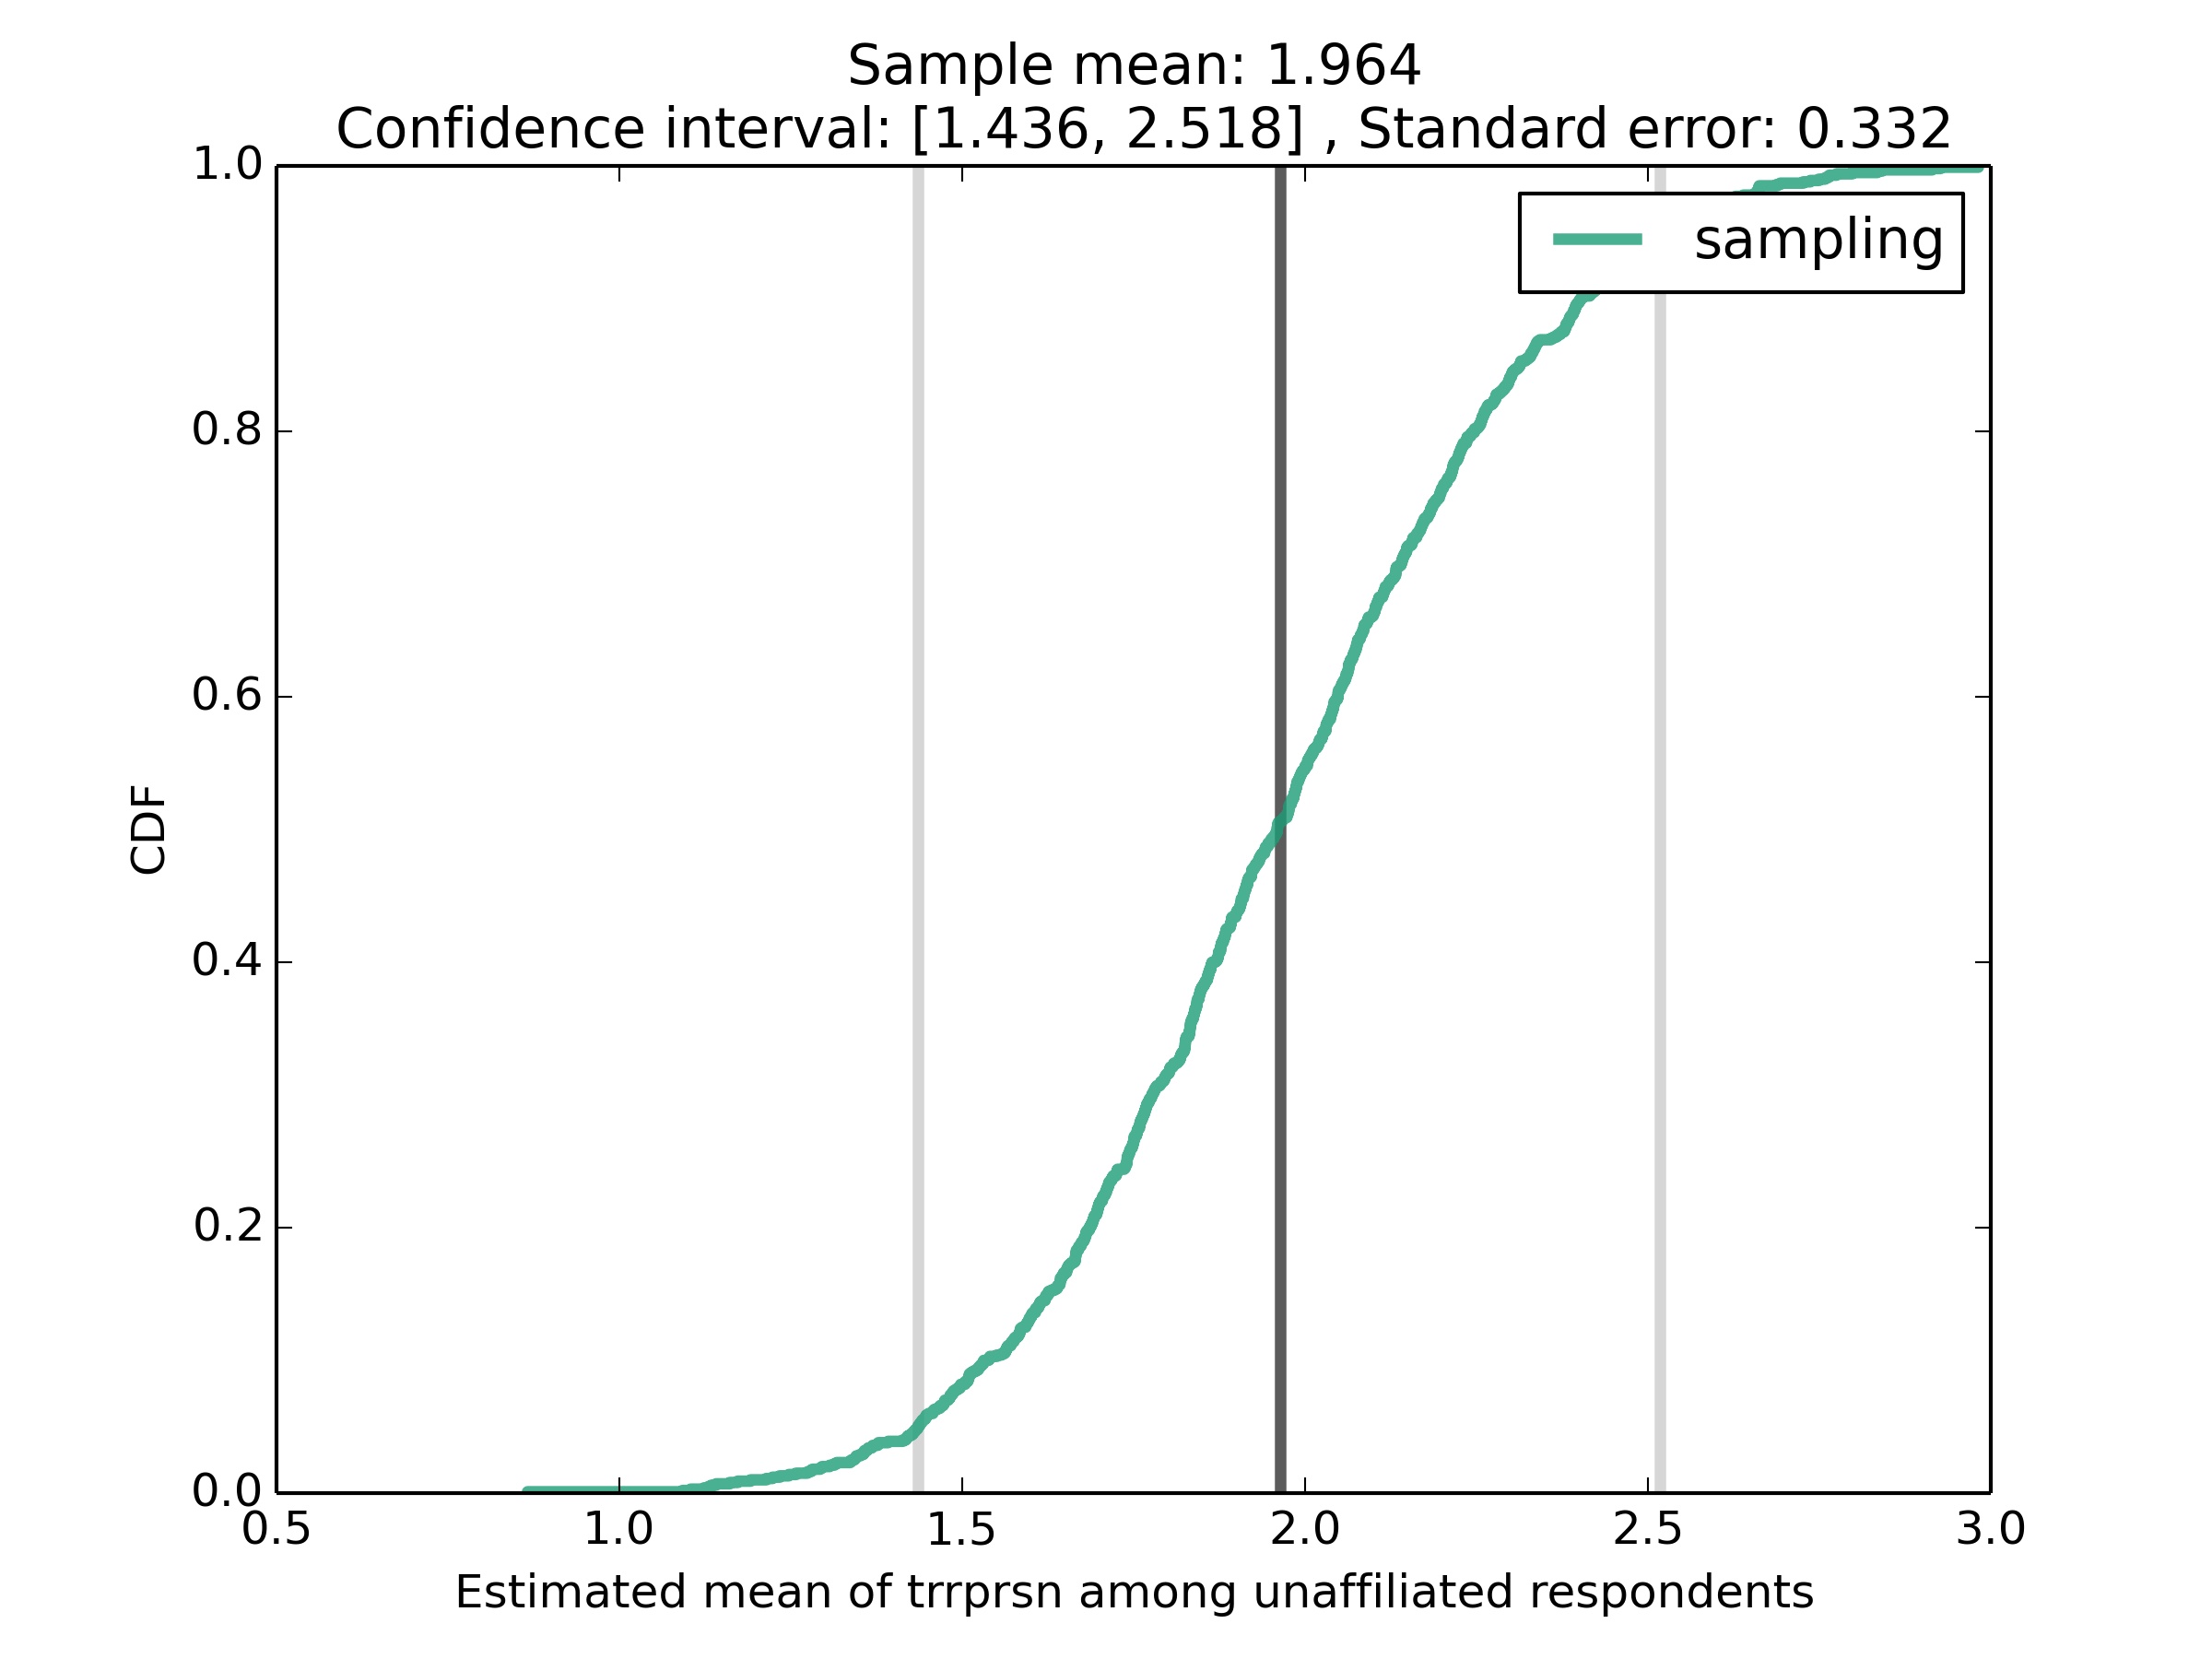 Sample mean: 1.964
Confidence interval: [1.436, 2.518] , Standard error: 0.332
1.0
sampling
0.8
0.6
CDF
0.4
0.2
0.0
0.5 1.0 1.5 2.0 2.5 3.0
Estimated mean of trrprsn among unaffiliated respondents